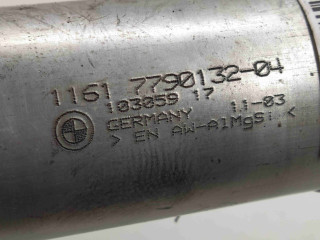 1161 7790132-04
103059 17
GERMANY 11-03
> EN AW-AlMgSi <